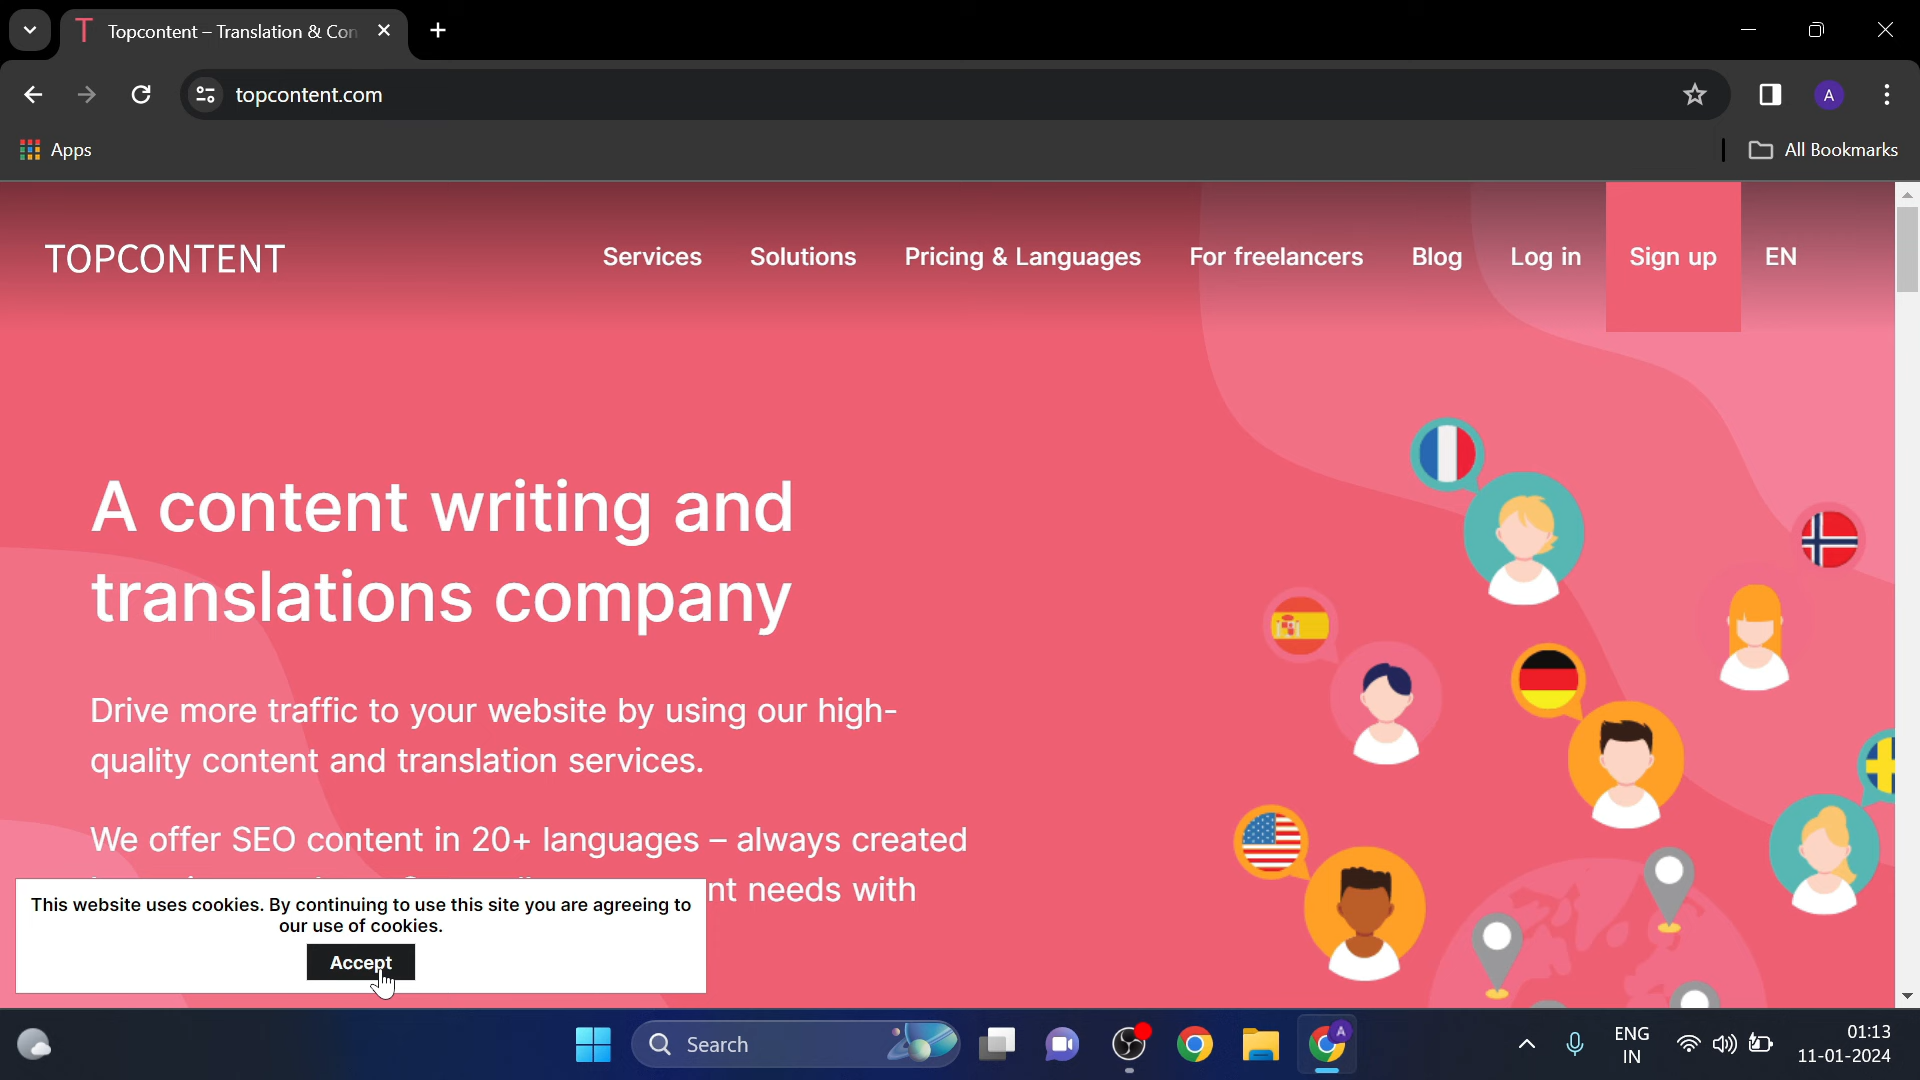 Topcontent – Translation & Con
topcontent.com
A
Apps
All Bookmarks
TOPCONTENT
Services
Solutions
Pricing & Languages
For freelancers
Blog
Log in
Sign up
EN
A content writing and
translations company
Drive more traffic to your website by using our high-
quality content and translation services.
We offer SEO content in 20+ languages – always created
nt needs with
This website uses cookies. By continuing to use this site you are agreeing to
our use of cookies.
Accept
Search
A
ENG
IN
01:13
11-01-2024